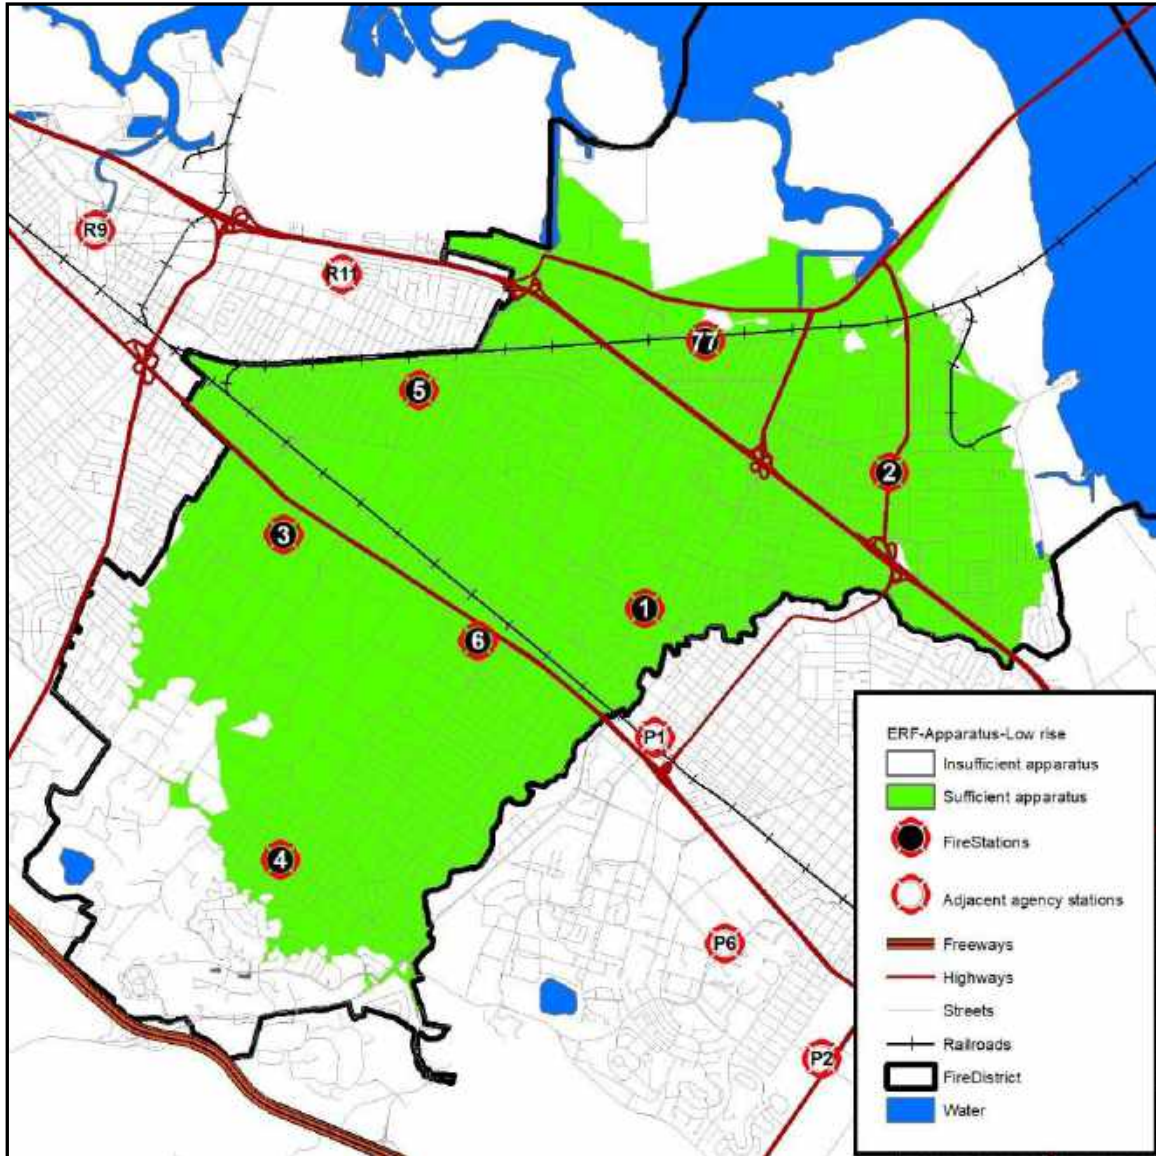 R9
R11
77
5
2
3
1
6
P1
4
P6
P2
ERF-Apparatus-Low rise
Insufficient apparatus
Sufficient apparatus
FireStations
Adjacent agency stations
Freeways
Highways
Streets
Railroads
FireDistrict
Water